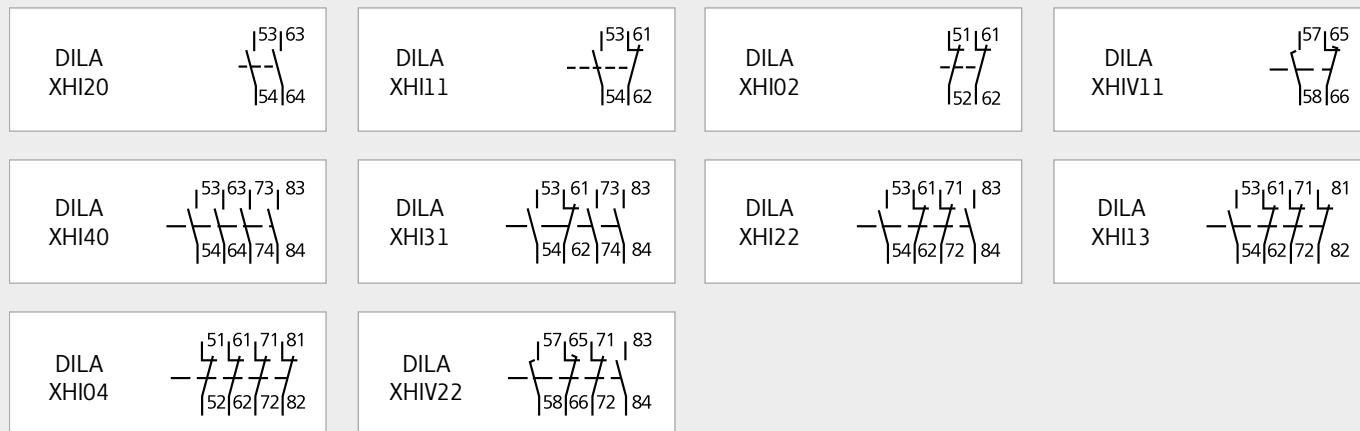 DILA
XHI20
53 63
54 64
DILA
XHI11
53 61
54 62
DILA
XHI02
51 61
52 62
DILA
XHIV11
57 65
58 66
DILA
XHI40
53 63 73 83
54 64 74 84
DILA
XHI31
53 61 73 83
54 62 74 84
DILA
XHI22
53 61 71 83
54 62 72 84
DILA
XHI13
53 61 71 81
54 62 72 82
DILA
XHI04
51 61 71 81
52 62 72 82
DILA
XHIV22
57 65 71 83
58 66 72 84